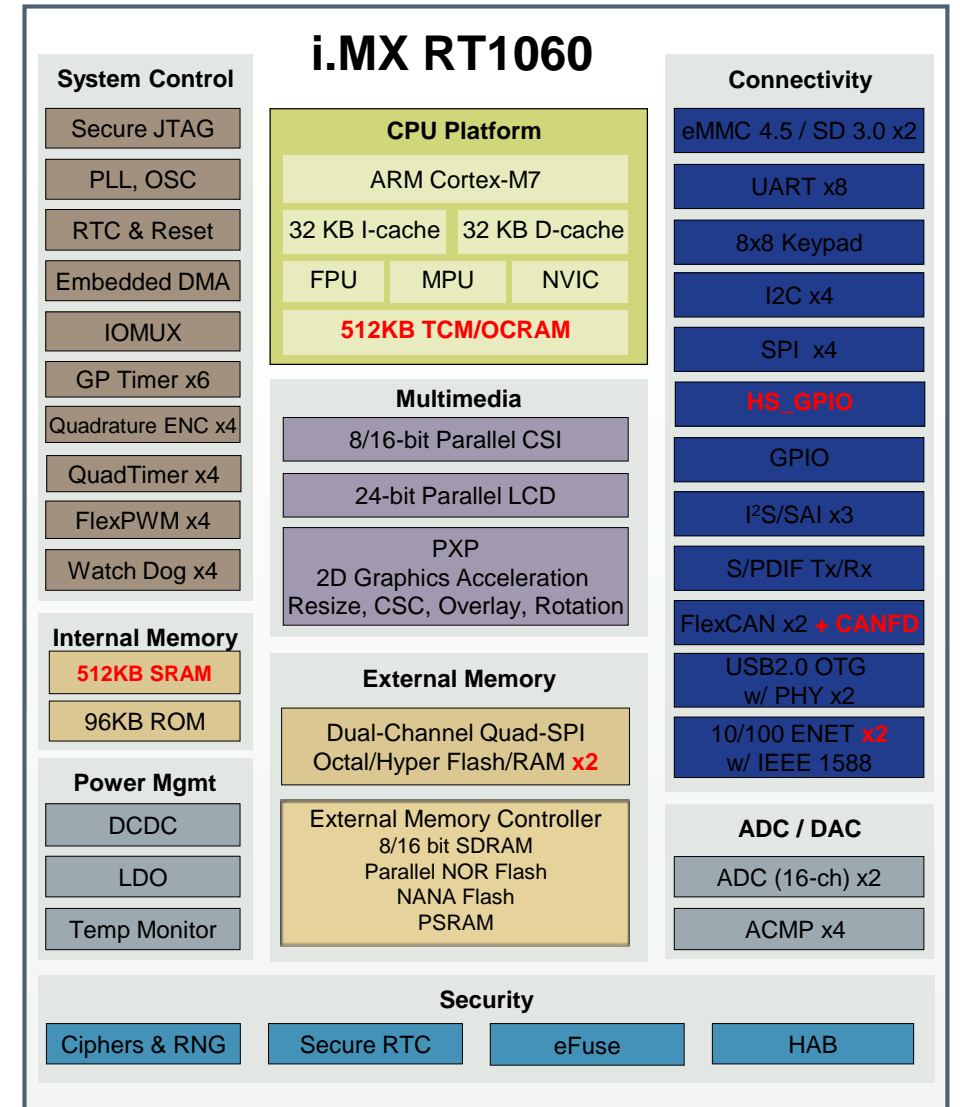 i.MX RT1060
System Control
Secure JTAG
PLL, OSC
RTC & Reset
Embedded DMA
IOMUX
GP Timer x6
Quadrature ENC x4
QuadTimer x4
FlexPWM x4
Watch Dog x4
Internal Memory
512KB SRAM
96KB ROM
Power Mgmt
DCDC
LDO
Temp Monitor
CPU Platform
ARM Cortex-M7
32 KB I-cache 32 KB D-cache
FPU MPU NVIC
512KB TCM/OCRAM
Multimedia
8/16-bit Parallel CSI
24-bit Parallel LCD
PXP
2D Graphics Acceleration
Resize, CSC, Overlay, Rotation
External Memory
Dual-Channel Quad-SPI
Octal/Hyper Flash/RAM x2
External Memory Controller
8/16 bit SDRAM
Parallel NOR Flash
NANA Flash
PSRAM
Connectivity
eMMC 4.5 / SD 3.0 x2
UART x8
8x8 Keypad
I2C x4
SPI x4
HS_GPIO
GPIO
I²S/SAI x3
S/PDIF Tx/Rx
FlexCAN x2 + CANFD
USB2.0 OTG
w/ PHY x2
10/100 ENET x2
w/ IEEE 1588
ADC / DAC
ADC (16-ch) x2
ACMP x4
Security
Ciphers & RNG Secure RTC eFuse HAB